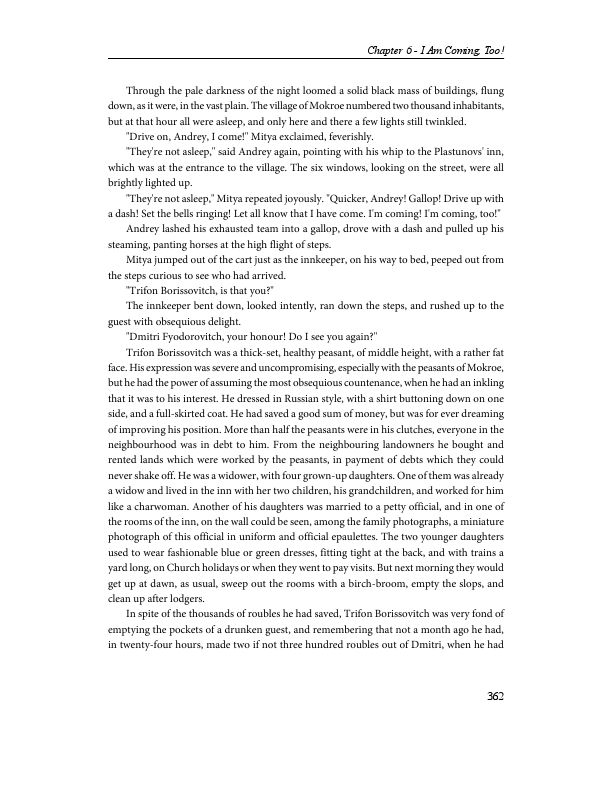 Chapter 6 - I Am Coming, Too!
Through the pale darkness of the night loomed a solid black mass of buildings, flung
down, as it were, in the vast plain. The village of Mokroe numbered two thousand inhabitants,
but at that hour all were asleep, and only here and there a few lights still twinkled.
"Drive on, Andrey, I come!" Mitya exclaimed, feverishly.
"They're not asleep," said Andrey again, pointing with his whip to the Plastunovs' inn,
which was at the entrance to the village. The six windows, looking on the street, were all
brightly lighted up.
"They're not asleep," Mitya repeated joyously. "Quicker, Andrey! Gallop! Drive up with
a dash! Set the bells ringing! Let all know that I have come. I'm coming! I'm coming, too!"
Andrey lashed his exhausted team into a gallop, drove with a dash and pulled up his
steaming, panting horses at the high flight of steps.
Mitya jumped out of the cart just as the innkeeper, on his way to bed, peeped out from
the steps curious to see who had arrived.
"Trifon Borissovitch, is that you?"
The innkeeper bent down, looked intently, ran down the steps, and rushed up to the
guest with obsequious delight.
"Dmitri Fyodorovitch, your honour! Do I see you again?"
Trifon Borissovitch was a thick-set, healthy peasant, of middle height, with a rather fat
face. His expression was severe and uncompromising, especially with the peasants of Mokroe,
but he had the power of assuming the most obsequious countenance, when he had an inkling
that it was to his interest. He dressed in Russian style, with a shirt buttoning down on one
side, and a full-skirted coat. He had saved a good sum of money, but was for ever dreaming
of improving his position. More than half the peasants were in his clutches, everyone in the
neighbourhood was in debt to him. From the neighbouring landowners he bought and
rented lands which were worked by the peasants, in payment of debts which they could
never shake off. He was a widower, with four grown-up daughters. One of them was already
a widow and lived in the inn with her two children, his grandchildren, and worked for him
like a charwoman. Another of his daughters was married to a petty official, and in one of
the rooms of the inn, on the wall could be seen, among the family photographs, a miniature
photograph of this official in uniform and official epaulettes. The two younger daughters
used to wear fashionable blue or green dresses, fitting tight at the back, and with trains a
yard long, on Church holidays or when they went to pay visits. But next morning they would
get up at dawn, as usual, sweep out the rooms with a birch-broom, empty the slops, and
clean up after lodgers.
In spite of the thousands of roubles he had saved, Trifon Borissovitch was very fond of
emptying the pockets of a drunken guest, and remembering that not a month ago he had,
in twenty-four hours, made two if not three hundred roubles out of Dmitri, when he had
362